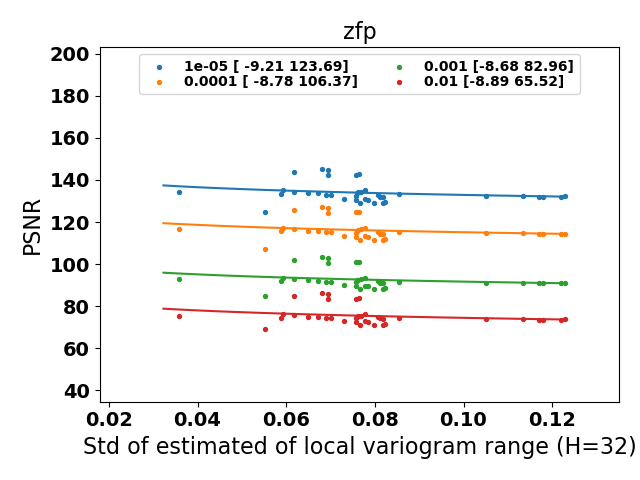 zfp
1e-05 [ -9.21 123.69]
0.0001 [ -8.78 106.37]
0.001 [-8.68 82.96]
0.01 [-8.89 65.52]
200
180
160
140
120
100
80
60
40
PSNR
0.02 0.04 0.06 0.08 0.10 0.12
Std of estimated of local variogram range (H=32)